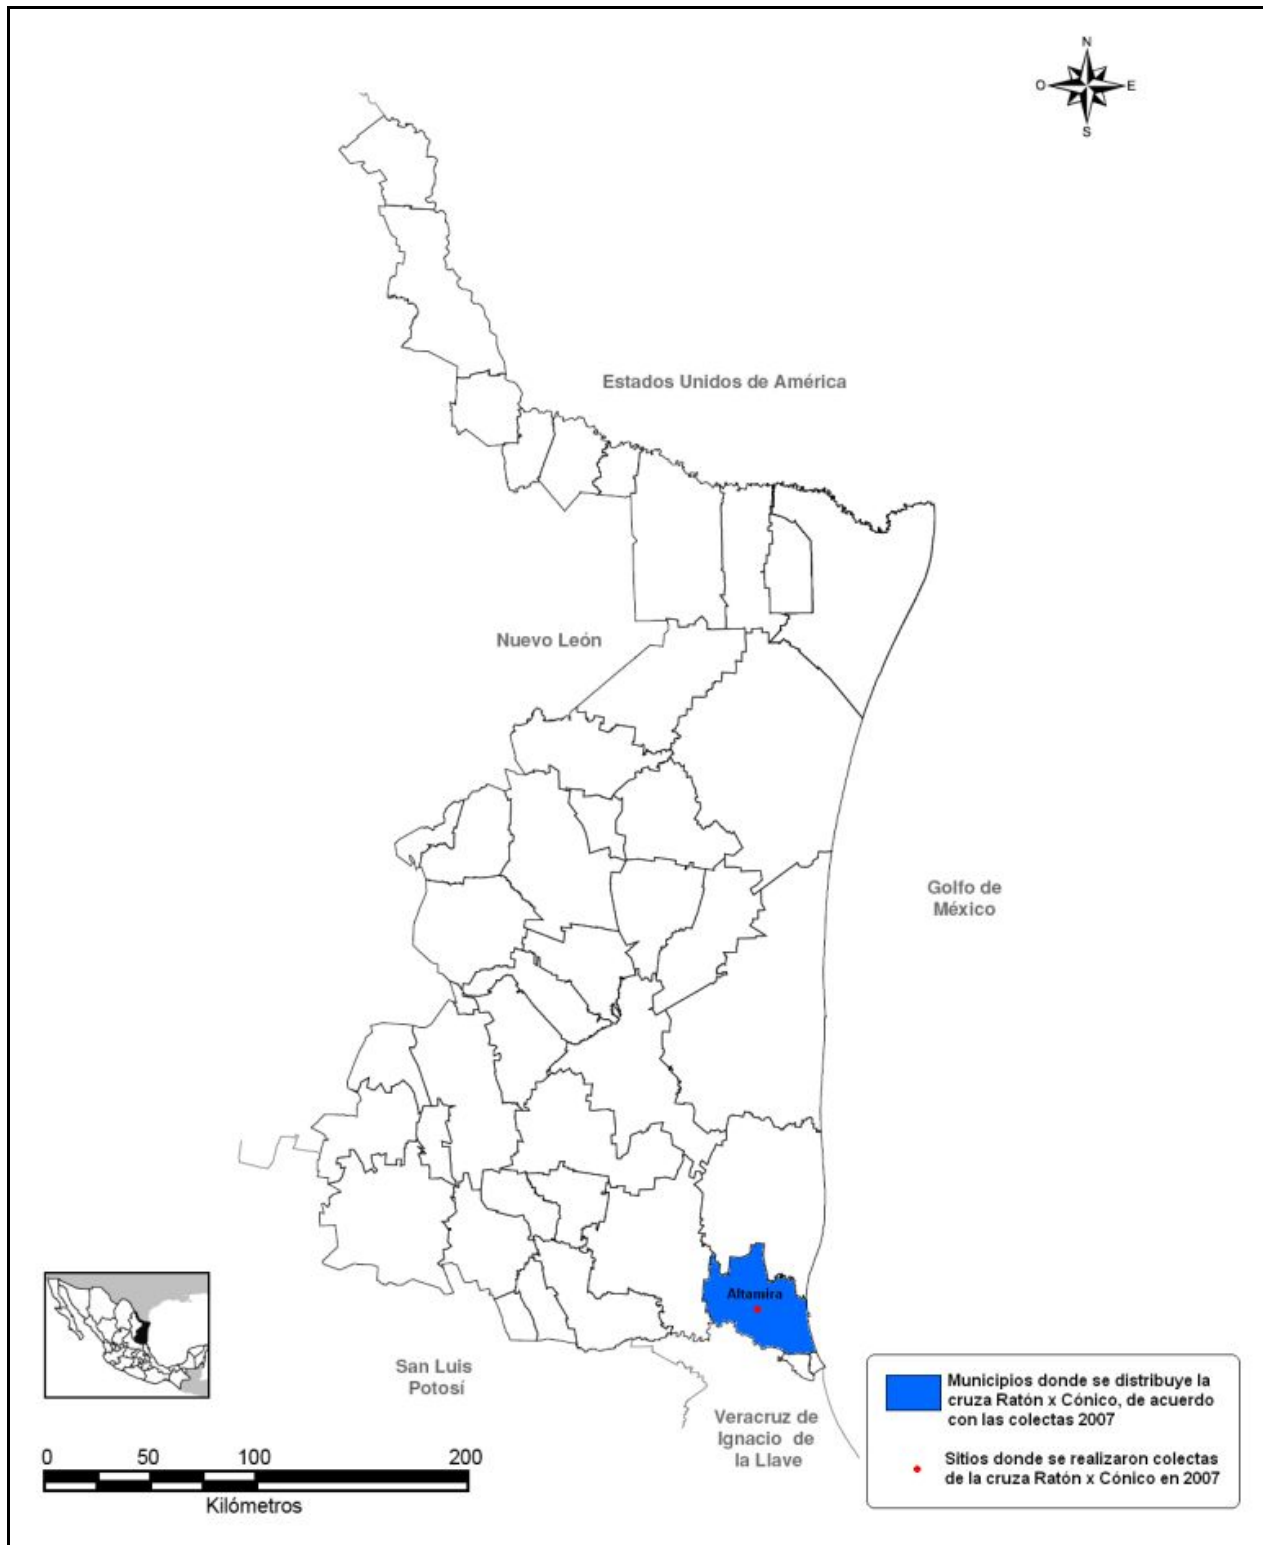 N
O E
S
Estados Unidos de América
Nuevo León
Golfo de
México
Altamira
San Luis
Potosí
Veracruz de
Ignacio de
la Llave
Municipios donde se distribuye la
cruza Ratón x Cónico, de acuerdo
con las colectas 2007
Sitios donde se realizaron colectas
de la cruza Ratón x Cónico en 2007
0 50 100 200
Kilómetros